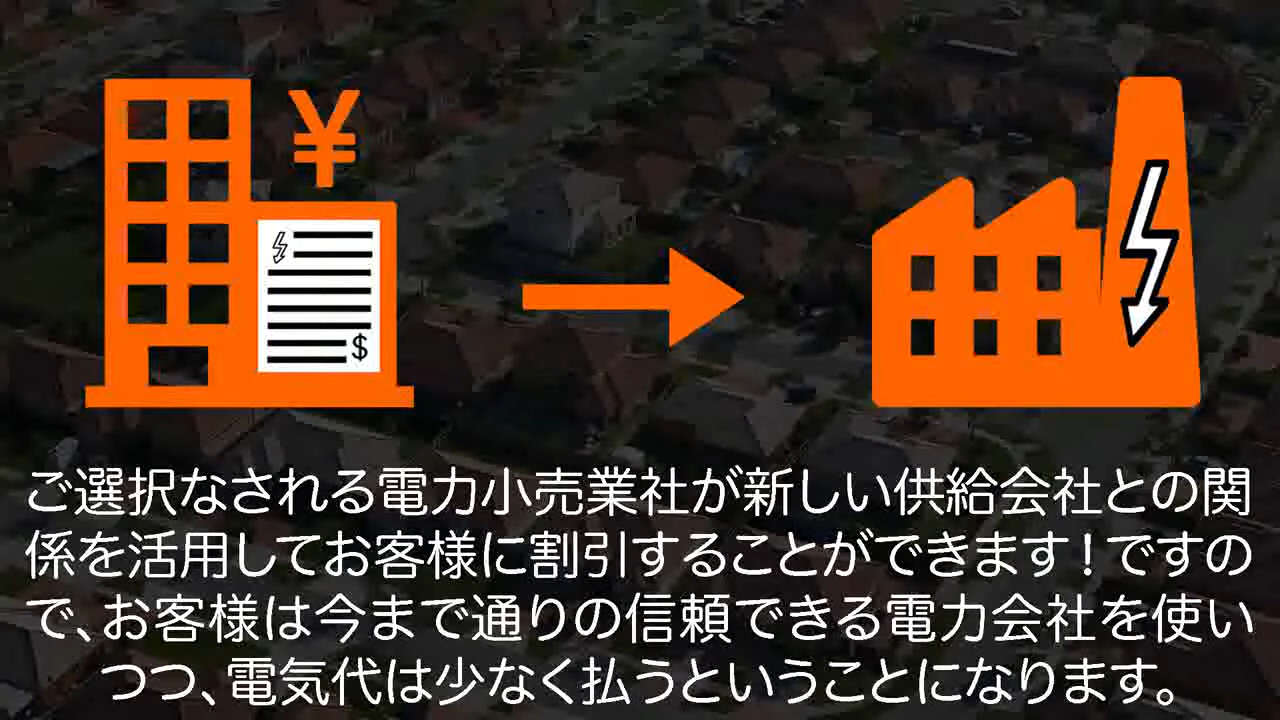 ¥
$
ご選択なされる電力小売業社が新しい供給会社との関
係を活用してお客様に割引することができます！ですの
で、お客様は今まで通りの信頼できる電力会社を使い
つつ、電気代は少なく払うということになります。